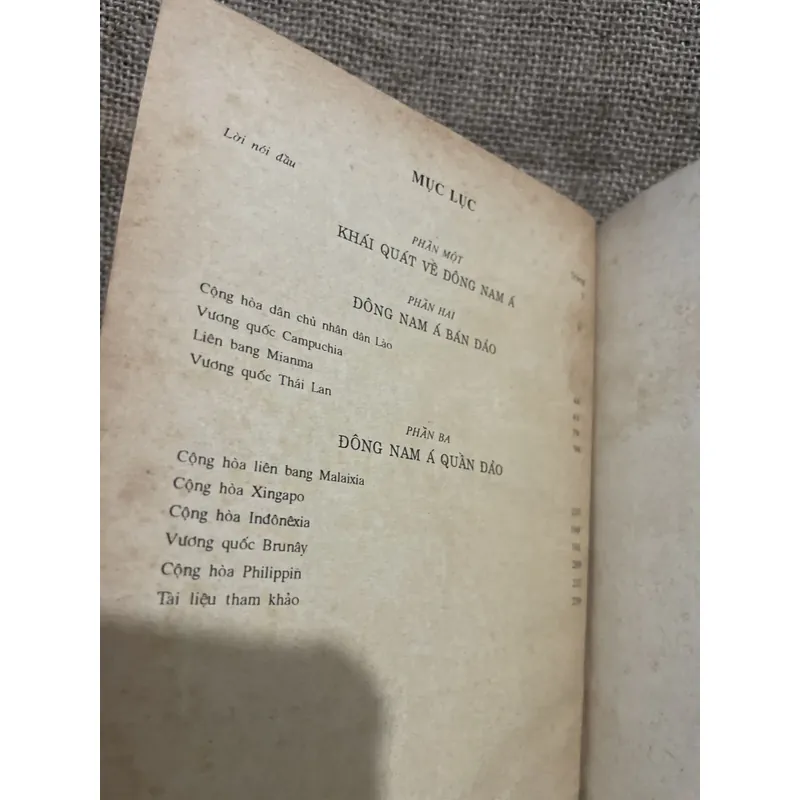 Lời nói đầu
MỤC LỤC
PHẦN MỘT
KHÁI QUÁT VỀ ĐÔNG NAM Á
PHẦN HAI
ĐÔNG NAM Á BÁN ĐẢO
Cộng hòa dân chủ nhân dân Lào
Vương quốc Campuchia
Liên bang Mianma
Vương quốc Thái Lan
PHẦN BA
ĐÔNG NAM Á QUẦN ĐẢO
Cộng hòa liên bang Malaixia
Cộng hòa Xingapo
Cộng hòa Inđônêxia
Vương quốc Brunây
Cộng hòa Philippin
Tài liệu tham khảo